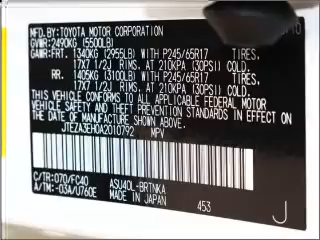 MFD.BY:TOYOTA MOTOR CORPORATION
GVWR:2490KG (5500LB)
GAWR:FRT. 1340KG (2955LB) WITH P245/65R17 TIRES,
17X7 1/2J RIMS, AT 210KPA (30PSI) COLD
RR. 1405KG (3100LB) WITH P245/65R17 TIRES,
17X7 1/2J RIMS, AT 210KPA (30PSI) COLD
THIS VEHICLE CONFORMS TO ALL APPLICABLE FEDERAL MOTOR
VEHICLE SAFETY AND THEFT PREVENTION STANDARDS IN EFFECT ON
THE DATE OF MANUFACTURE SHOWN ABOVE.
JTEZA3EH0A2010792 MPV
C/TR:070/FC40 ASU40L-BRTNKA
A/TM:-03A/U760E MADE IN JAPAN
453
J